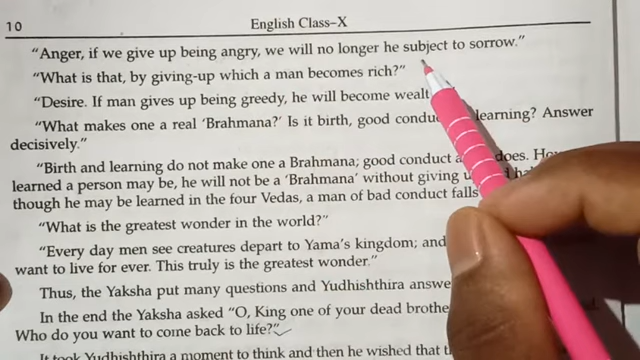 10
English Class–X
“Anger, if we give up being angry, we will no longer he subject to sorrow.”
“What is that, by giving-up which a man becomes rich?”
“Desire. If man gives up being greedy, he will become
“What makes one a real ‘Brahmana?’ Is it birth, good learning? Answer
decisively.”
“Birth and learning do not make one a Brahmana; good conduct does.
learned a person may be, he will not be a ‘Brahmana’ without giving
though he may be learned in the four Vedas, a man of bad conduct falls
“What is the greatest wonder in the world?”
“Every day men see creatures depart to Yama’s kingdom; and
want to live for ever. This truly is the greatest wonder.”
Thus, the Yaksha put many questions and Yudhishthira
In the end the Yaksha asked “O, King one of your dead
Who do you want to come back to life?”
It took Yudhishthira a moment to think and then he wished that